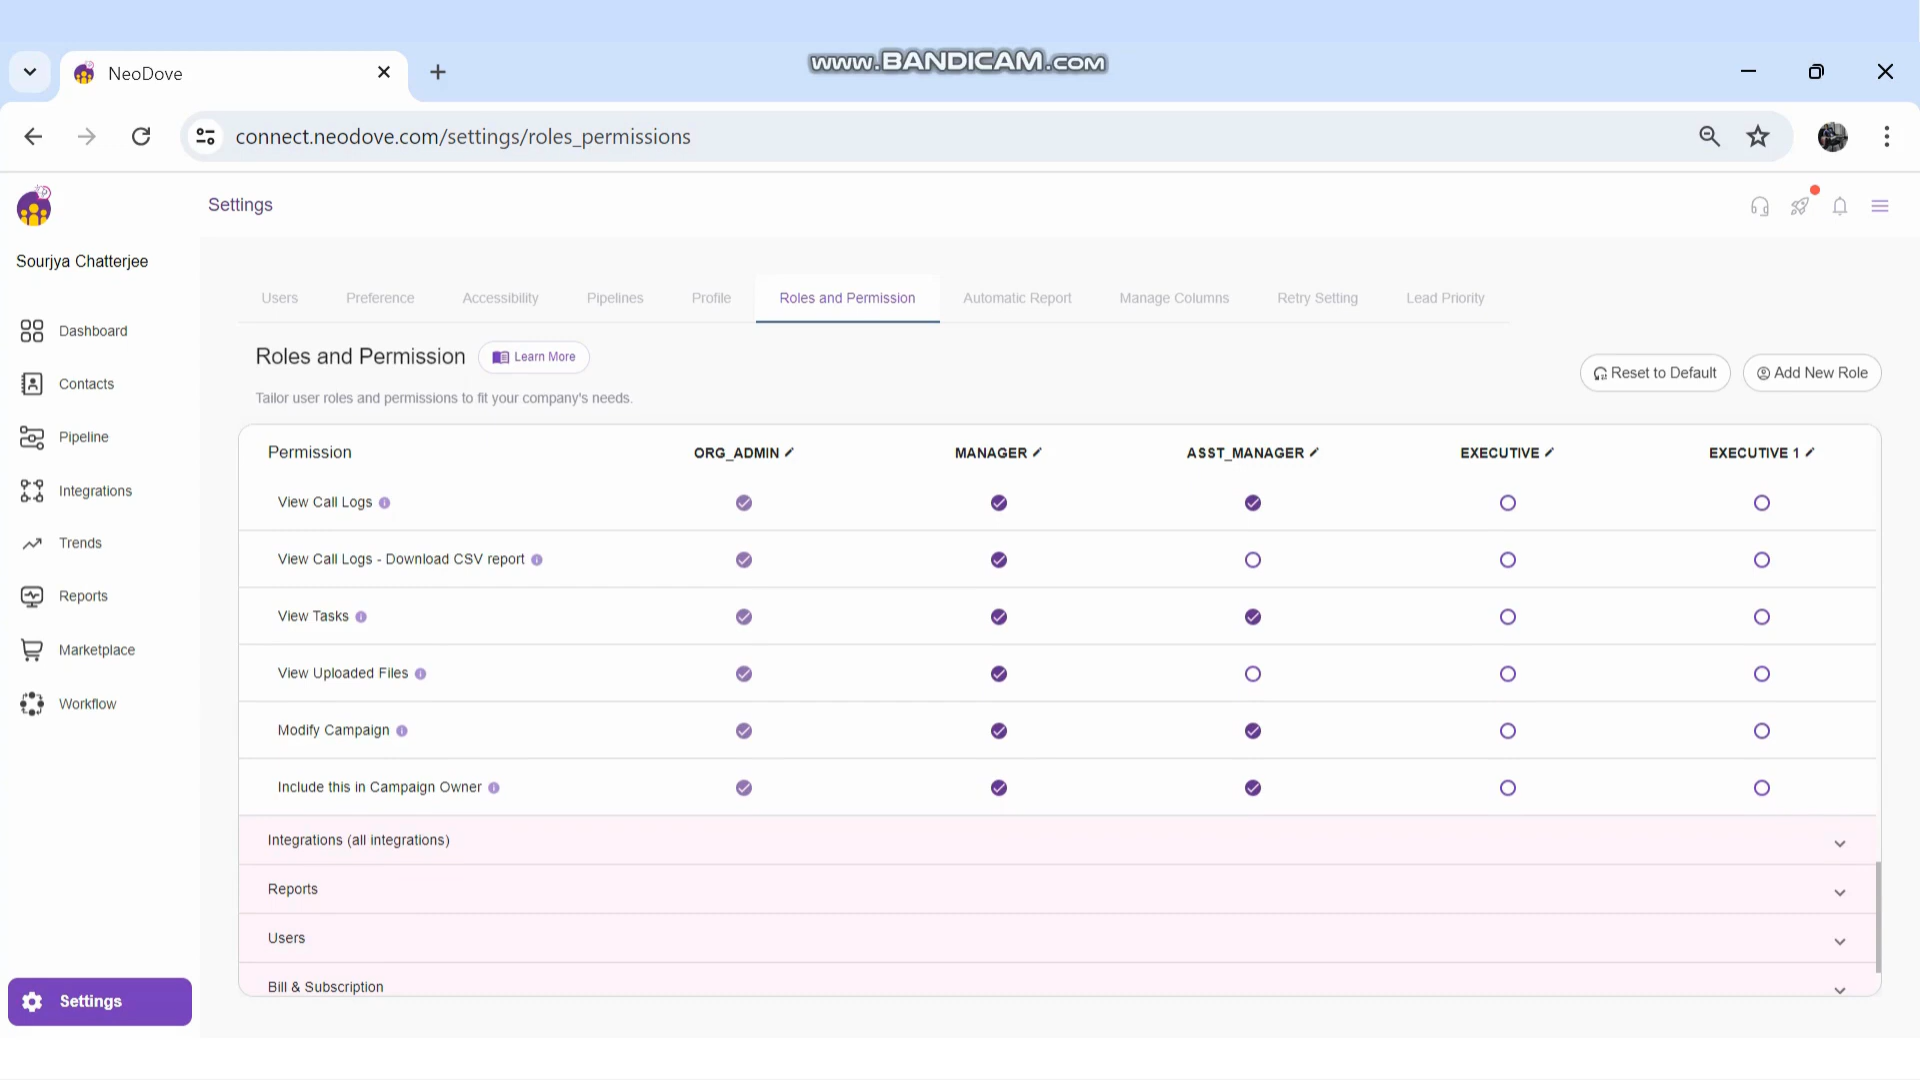 NeoDove
www.BANDICAM.com
connect.neodove.com/settings/roles_permissions
Settings
Sourjya Chatterjee
Dashboard
Contacts
Pipeline
Integrations
Trends
Reports
Marketplace
Workflow
Settings
Users Preference Accessibility Pipelines Profile Roles and Permission Automatic Report Manage Columns Retry Setting Lead Priority
Roles and Permission Learn More
Tailor user roles and permissions to fit your company's needs.
Reset to Default Add New Role
Permission ORG_ADMIN MANAGER ASST_MANAGER EXECUTIVE EXECUTIVE 1
View Call Logs
View Call Logs - Download CSV report
View Tasks
View Uploaded Files
Modify Campaign
Include this in Campaign Owner
Integrations (all integrations)
Reports
Users
Bill & Subscription